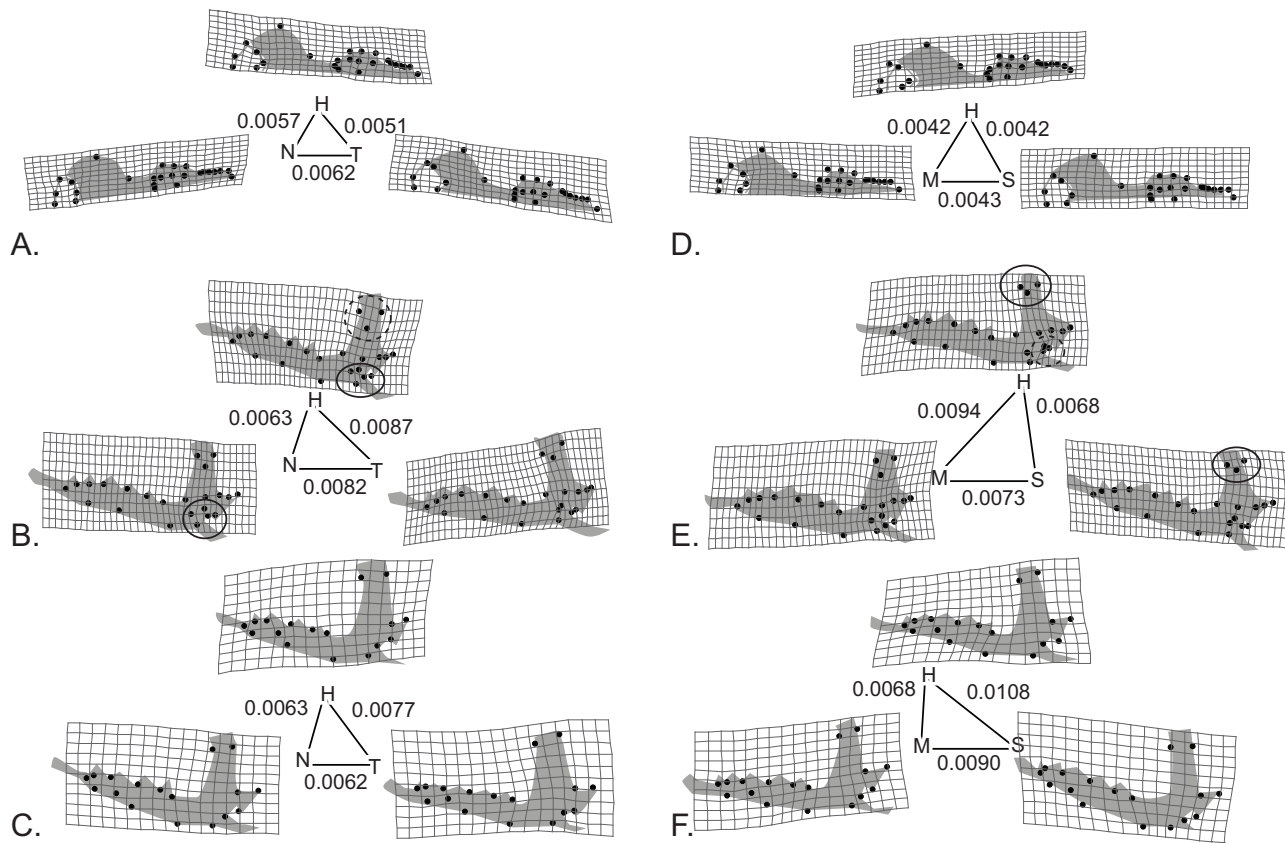 H
0.0057 0.0051
N T
0.0062
A.
H
0.0042 0.0042
M S
0.0043
D.
H
0.0063 0.0087
N T
0.0082
B.
H
0.0094 0.0068
M S
0.0073
E.
H
0.0063 0.0077
N T
0.0062
C.
H
0.0068 0.0108
M S
0.0090
F.